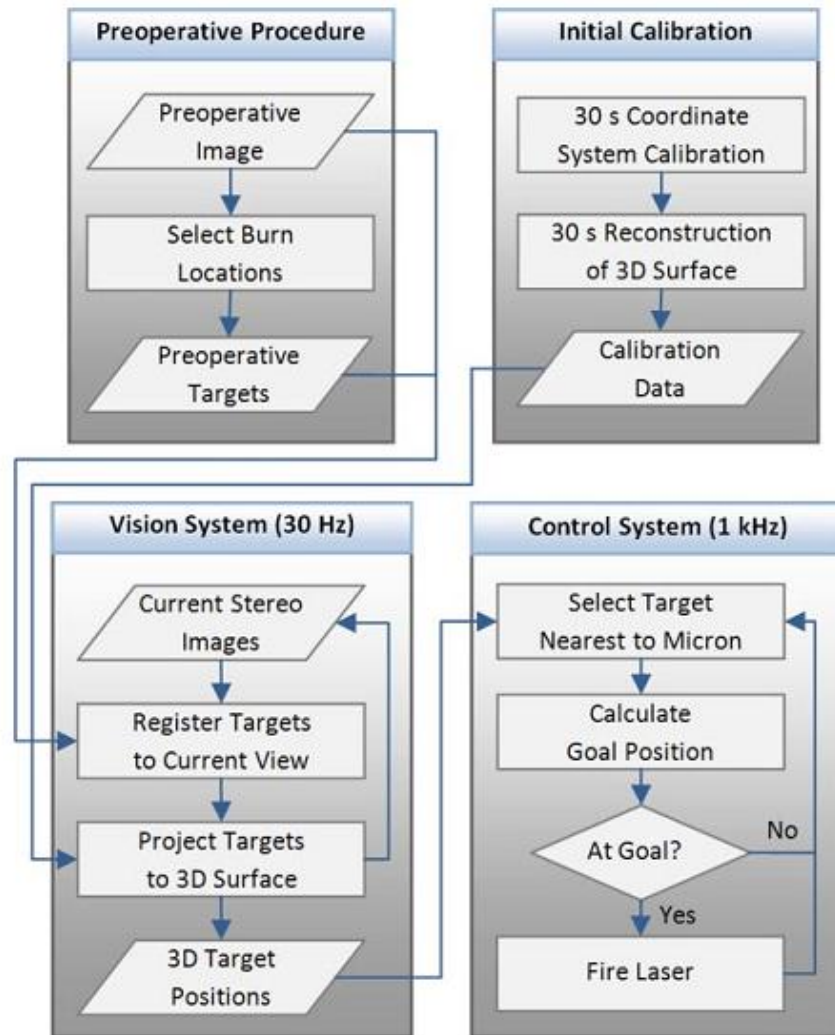 Preoperative Procedure
Preoperative
Image
Select Burn
Locations
Preoperative
Targets
Initial Calibration
30 s Coordinate
System Calibration
30 s Reconstruction
of 3D Surface
Calibration
Data
Vision System (30 Hz)
Current Stereo
Images
Register Targets
to Current View
Project Targets
to 3D Surface
3D Target
Positions
Control System (1 kHz)
Select Target
Nearest to Micron
Calculate
Goal Position
At Goal?
No
Yes
Fire Laser